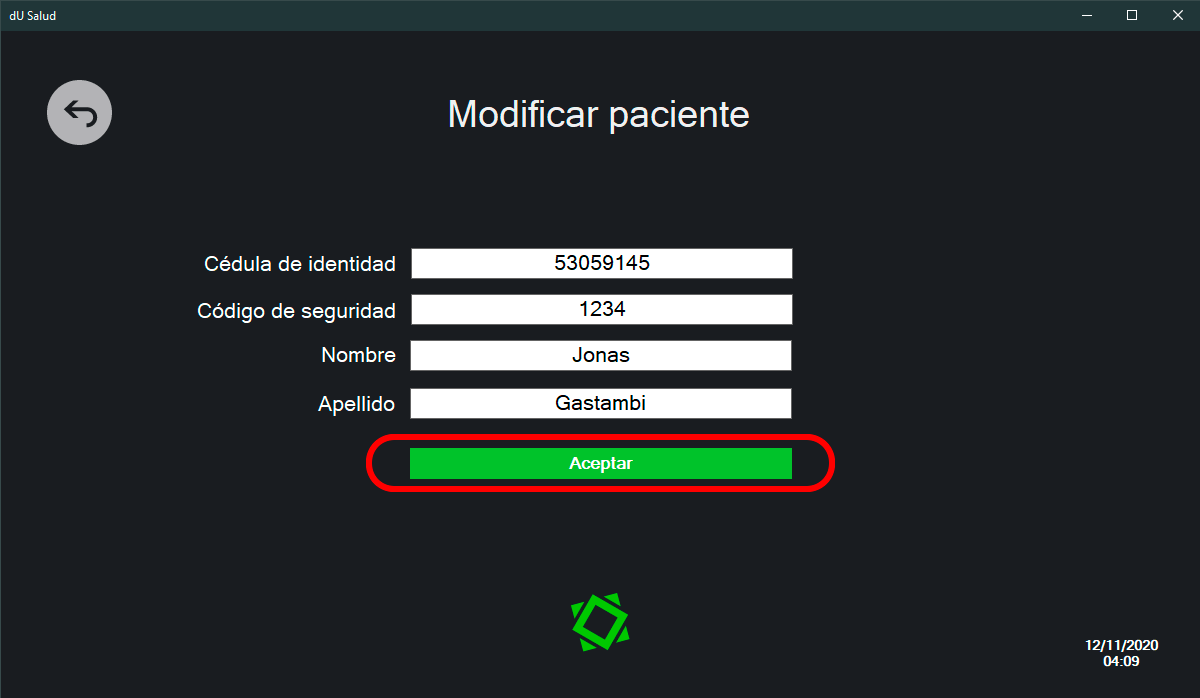 dU Salud
Modificar paciente
Cédula de identidad 53059145
Código de seguridad 1234
Nombre Jonas
Apellido Gastambi
Aceptar
12/11/2020
04:09